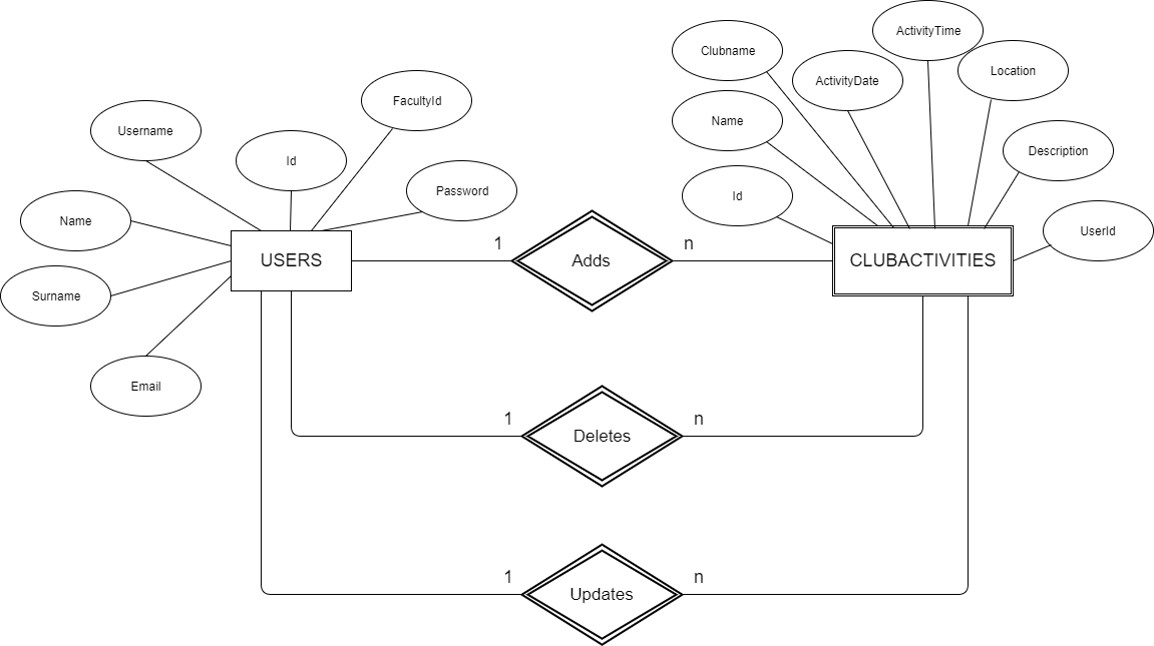 ActivityTime
Clubname
Location
ActivityDate
FacultyId
Username
Name
Description
Id
Password
Id
Name
UserId
1
n
USERS
Adds
CLUBACTIVITIES
Surname
Email
1
n
Deletes
1
n
Updates